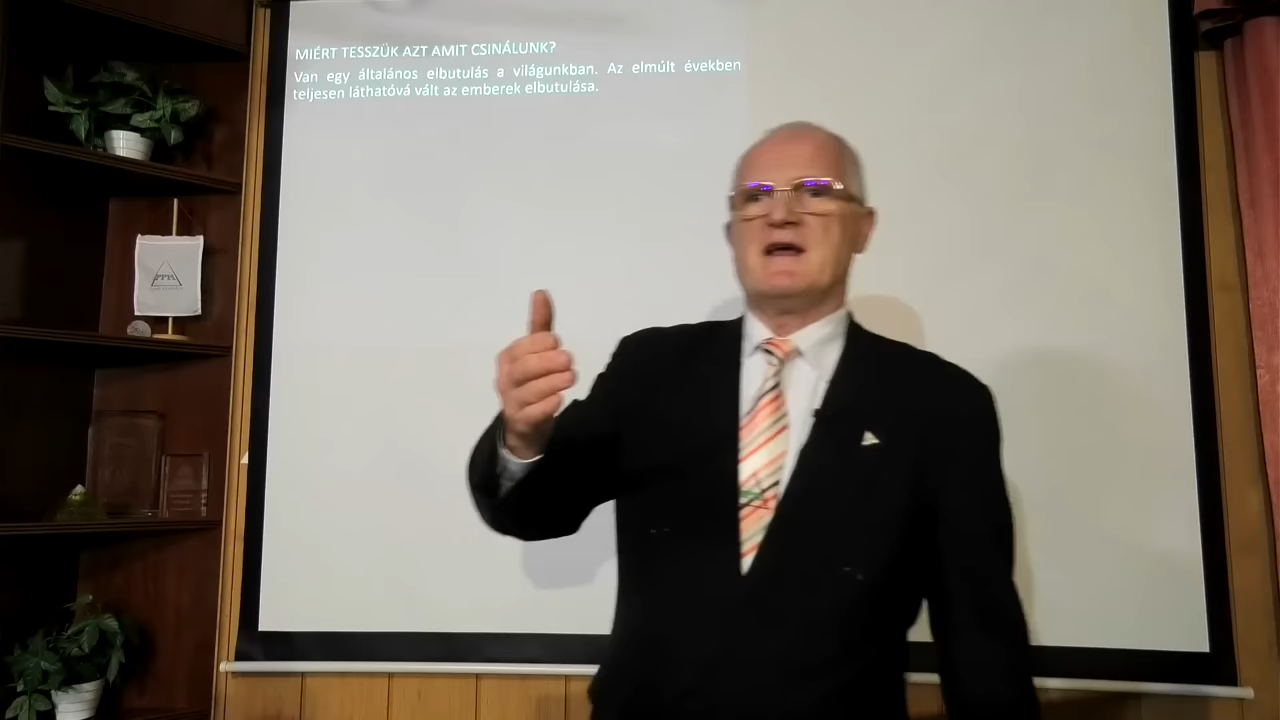 MIÉRT TESSZÜK AZT AMIT CSINÁLUNK?
Van egy általános elbutulás a világunkban. Az elmúlt években
teljesen láthatóvá vált az emberek elbutulása.